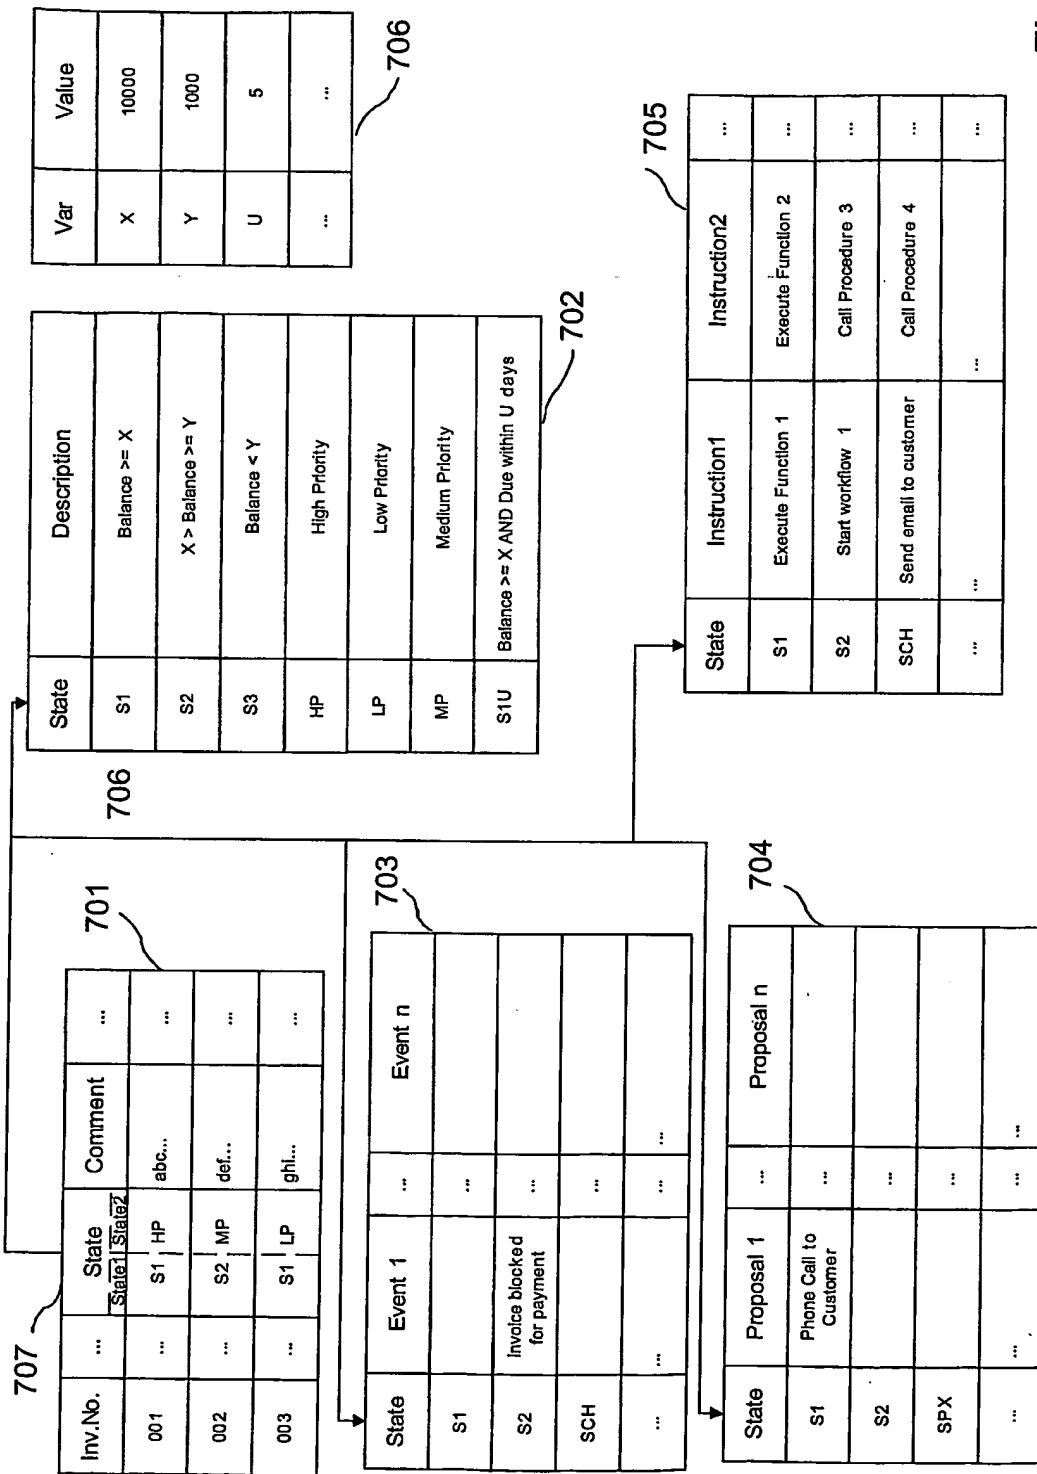 707
701
Inv.No. ... State Comment ...
State1 State2
001 ... S1 HP abc... ...
002 ... S2 MP def... ...
003 ... S1 LP ghi... ...
706
State Description
S1 Balance >= X
S2 X > Balance >= Y
S3 Balance < Y
HP High Priority
LP Low Priority
MP Medium Priority
S1U Balance >= X AND Due within U days
702
Var Value
X 10000
Y 1000
U 5
... ...
706
703
State Event 1 ... Event n
S1 ...
S2 Invoice blocked for payment ...
SCH ...
... ... ... ...
704
State Proposal 1 ... Proposal n
S1 Phone Call to Customer ...
S2 ...
SPX ...
... ... ... ...
705
State Instruction1 Instruction2 ...
S1 Execute Function 1 Execute Function 2 ...
S2 Start workflow 1 Call Procedure 3 ...
SCH Send email to customer Call Procedure 4 ...
... ... ... ...